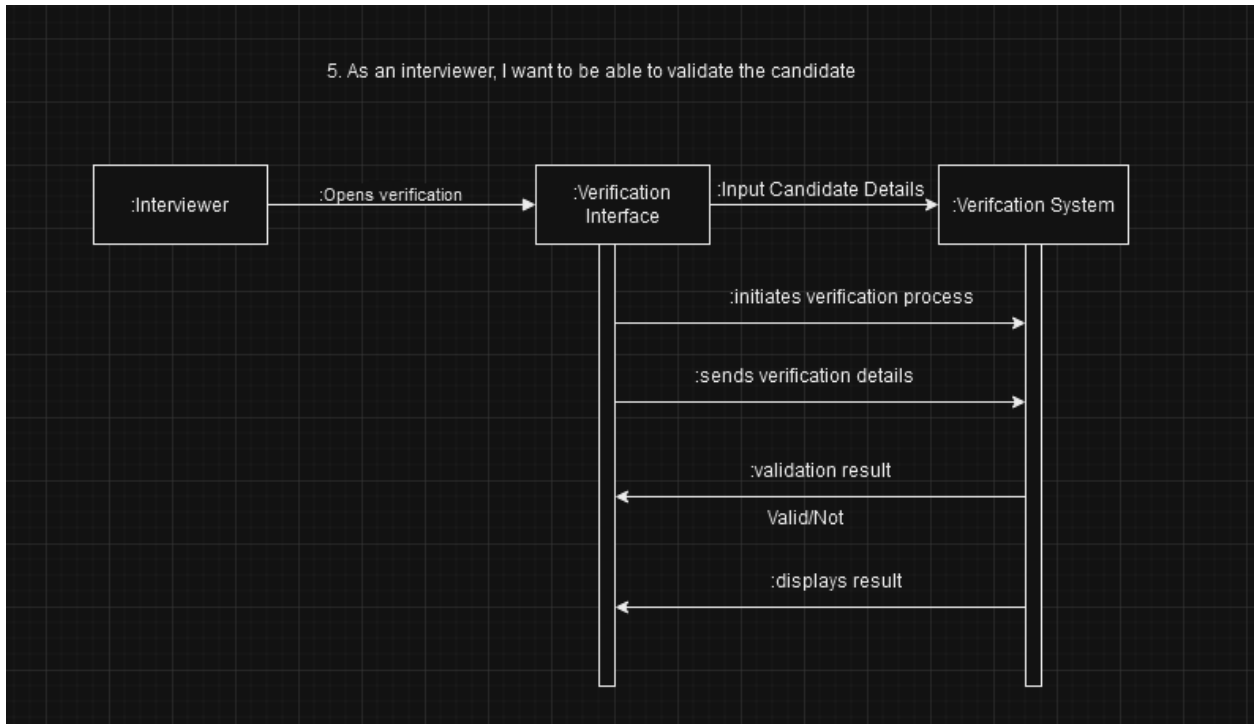 5. As an interviewer, I want to be able to validate the candidate
:Interviewer
:Opens verification
:Verification
Interface
:Input Candidate Details
:Verifcation System
:initiates verification process
:sends verification details
:validation result
Valid/Not
:displays result